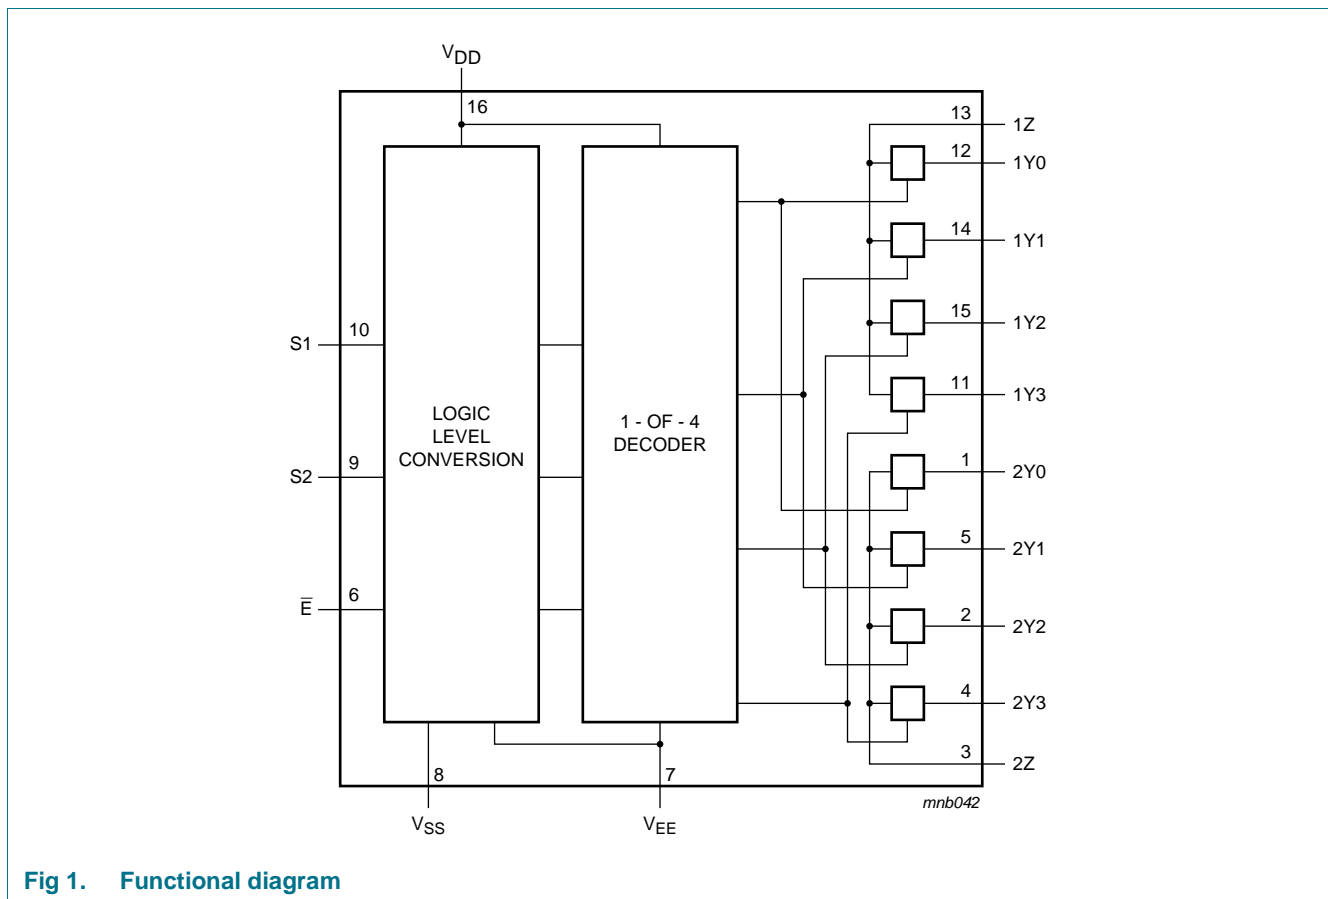 VDD
16
13 1Z
12 1Y0
14 1Y1
15 1Y2
11 1Y3
1 2Y0
5 2Y1
2 2Y2
4 2Y3
3 2Z
S1 10
S2 9
E̅ 6
LOGIC
LEVEL
CONVERSION
1 - OF - 4
DECODER
8
VSS
7
VEE
mnb042
Fig 1. Functional diagram